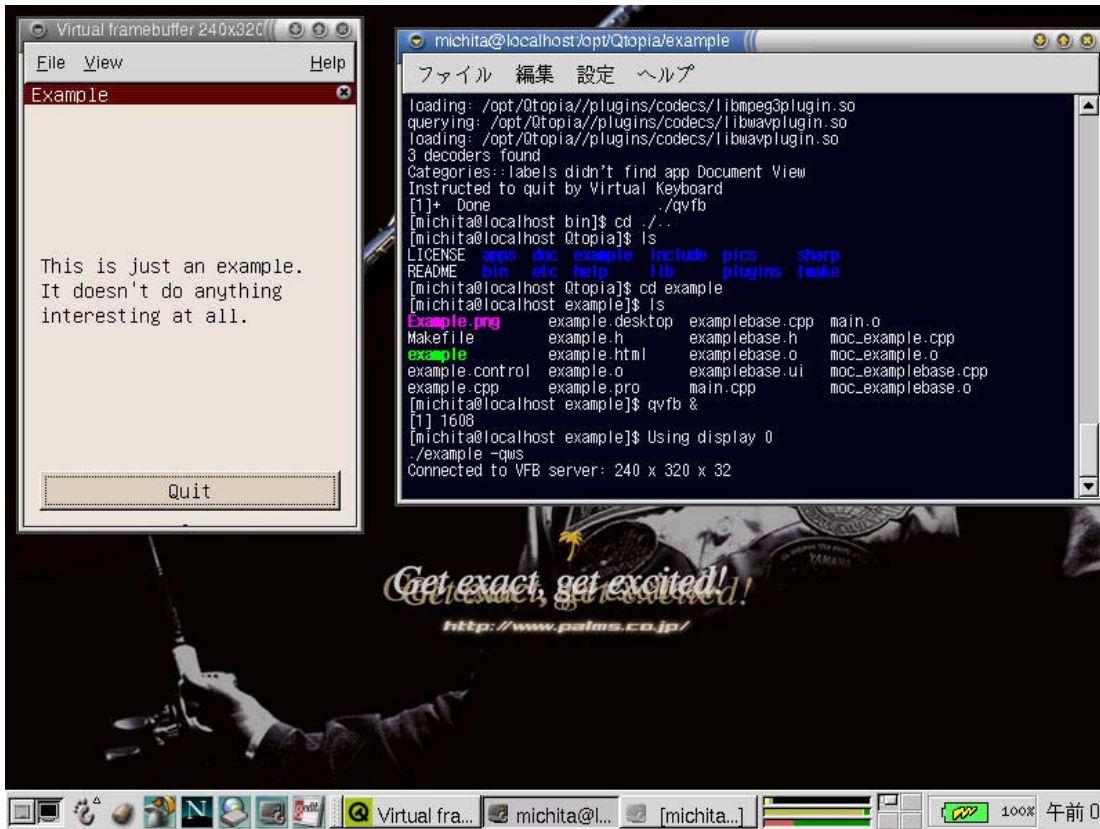 Virtual framebuffer 240x320
File View Help
Example
This is just an example.
It doesn't do anything
interesting at all.
Quit
michita@localhost:/opt/Qtopia/example
ファイル 編集 設定 ヘルプ
loading: /opt/Qtopia//plugins/codecs/libmpeg3plugin.so
querying: /opt/Qtopia//plugins/codecs/libwavplugin.so
loading: /opt/Qtopia//plugins/codecs/libwavplugin.so
3 decoders found
Categories::labels didn't find app Document View
Instructed to quit by Virtual Keyboard
[1]+ Done ./qvfb
[michita@localhost bin]$ cd ./..
[michita@localhost Qtopia]$ ls
LICENSE apps doc example include pics sharp
README bin etc help lib plugins tmake
[michita@localhost Qtopia]$ cd example
[michita@localhost example]$ ls
Example.png example.desktop examplebase.cpp main.o
Makefile example.h examplebase.h moc_example.cpp
example example.html examplebase.o moc_example.o
example.control example.o examplebase.ui moc_examplebase.cpp
example.cpp example.pro main.cpp moc_examplebase.o
[michita@localhost example]$ qvfb &
[1] 1608
[michita@localhost example]$ Using display 0
./example -qws
Connected to VFB server: 240 x 320 x 32
YAMAHA
Get exact, get excited!
http://www.palms.co.jp/
N
Virtual fra... michita@l... [michita...] 100% 午前 0